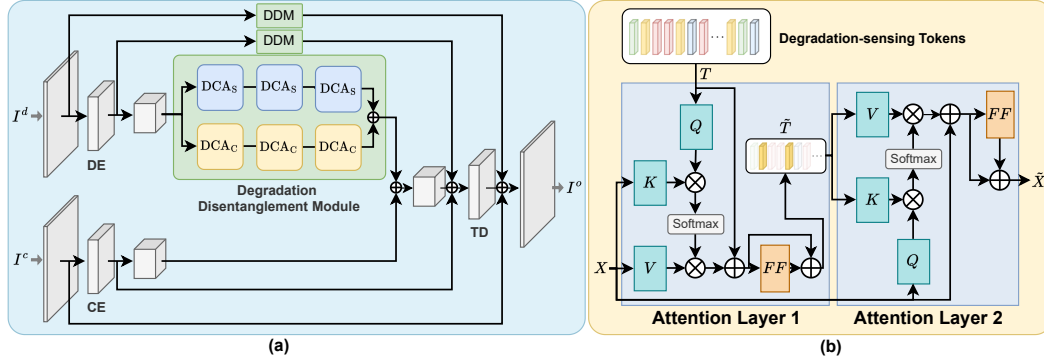 DDM
DDM
DCA_S DCA_S DCA_S
DCA_C DCA_C DCA_C
Degradation
Disentanglement Module
I^d
DE
I^c
CE
TD
I^o
(a)
Degradation-sensing Tokens
T
Q
K
Softmax
X
V
FF
T̃
Attention Layer 1
V
FF
Softmax
K
X̃
Q
Attention Layer 2
(b)